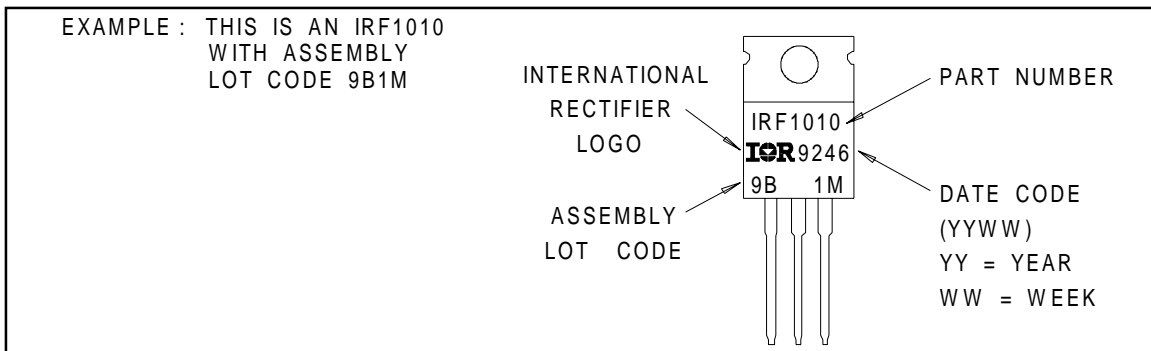 EXAMPLE : THIS IS AN IRF1010
WITH ASSEMBLY
LOT CODE 9B1M
INTERNATIONAL
RECTIFIER
LOGO
PART NUMBER
IRF1010
IOR 9246
9B 1M
ASSEMBLY
LOT CODE
DATE CODE
(YYWW)
YY = YEAR
WW = WEEK